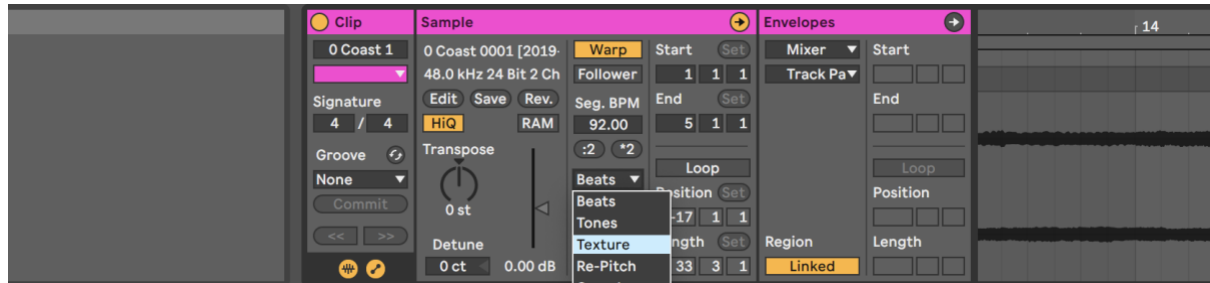 Clip
0 Coast 1
Signature
4 / 4
Groove
None
Commit
<< >>
Sample
0 Coast 0001 [2019-
48.0 kHz 24 Bit 2 Ch
Edit Save Rev.
HiQ RAM
Transpose
0 st
Detune
0 ct 0.00 dB
Warp
Follower
Seg. BPM
92.00
:2 *2
Beats
Beats
Tones
Texture
Re-Pitch
Start Set
1 1 1
End Set
5 1 1
Loop
Position Set
-17 1 1
ngth Set
33 3 1
Envelopes
Mixer
Track Pa
Region
Linked
Start
End
Loop
Position
Length
14